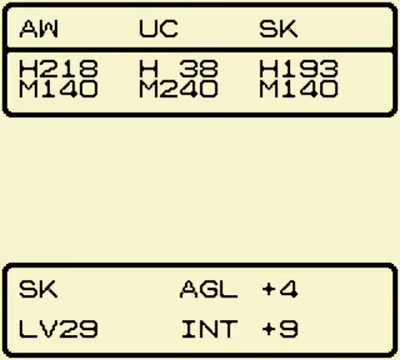 AW UC SK
H218 H 38 H193
M140 M240 M140
SK AGL +4
LV29 INT +9